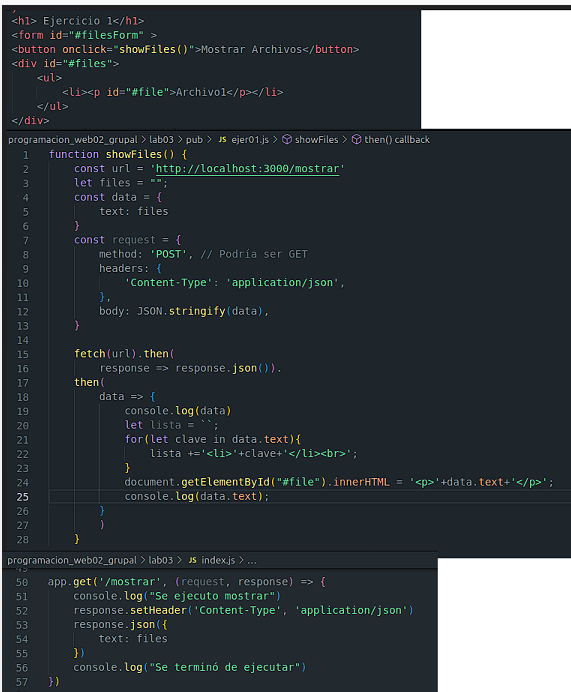 <h1> Ejercicio 1</h1>
<form id="#filesForm" >
<button onclick="showFiles()">Mostrar Archivos</button>
<div id="#files">
    <ul>
        <li><p id="#file">Archivo1</p></li>
    </ul>
</div>
programacion_web02_grupal > lab03 > pub > JS ejer01.js > showFiles > then() callback
1 function showFiles() {
2     const url = 'http://localhost:3000/mostrar'
3     let files = "";
4     const data = {
5         text: files
6     }
7     const request = {
8         method: 'POST', // Podría ser GET
9         headers: {
10             'Content-Type': 'application/json',
11         },
12         body: JSON.stringify(data),
13     }
14
15     fetch(url).then(
16         response => response.json()).
17     then(
18         data => {
19             console.log(data)
20             let lista = ``;
21             for(let clave in data.text){
22                 lista +='<li>'+clave+'</li><br>';
23             }
24             document.getElementById("#file").innerHTML = '<p>'+data.text+'</p>';
25             console.log(data.text);
26         }
27         )
28     }
programacion_web02_grupal > lab03 > JS index.js > ...
50 app.get('/mostrar', (request, response) => {
51     console.log("Se ejecuto mostrar")
52     response.setHeader('Content-Type', 'application/json')
53     response.json({
54         text: files
55     })
56     console.log("Se terminó de ejecutar")
57 })